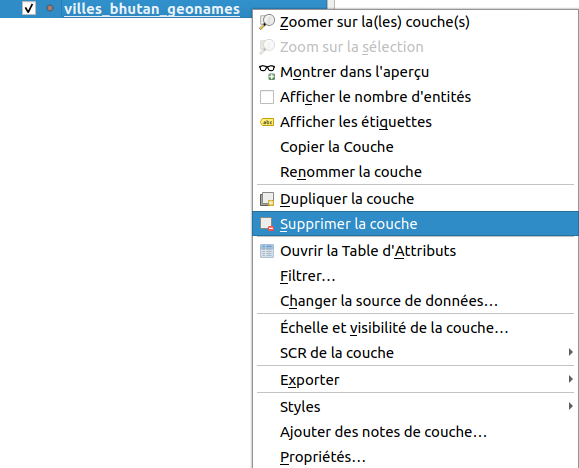 villes_bhutan_geonames
Zoomer sur la(les) couche(s)
Zoom sur la sélection
Montrer dans l'aperçu
Afficher le nombre d'entités
abc Afficher les étiquettes
Copier la Couche
Renommer la couche
Dupliquer la couche
Supprimer la couche
Ouvrir la Table d'Attributs
Filtrer…
Changer la source de données…
Échelle et visibilité de la couche…
SCR de la couche
Exporter
Styles
Ajouter des notes de couche…
Propriétés…